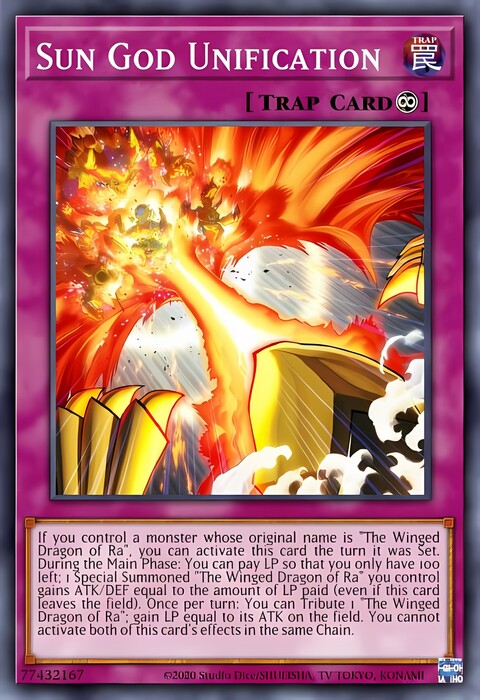 Sun God Unification
TRAP
罠
[Trap Card∞]
If you control a monster whose original name is "The Winged
Dragon of Ra", you can activate this card the turn it was Set.
During the Main Phase: You can pay LP so that you only have 100
left; 1 Special Summoned "The Winged Dragon of Ra" you control
gains ATK/DEF equal to the amount of LP paid (even if this card
leaves the field). Once per turn: You can Tribute 1 "The Winged
Dragon of Ra"; gain LP equal to its ATK on the field. You cannot
activate both of this card's effects in the same Chain.
77432167
©2020 Studio Dice/SHUEISHA, TV TOKYO, KONAMI